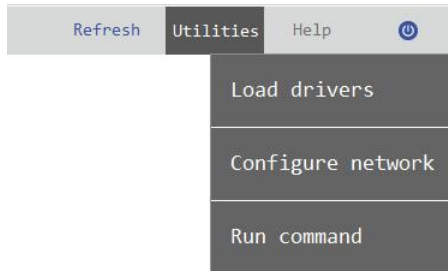 Refresh Utilities Help
Load drivers
Configure network
Run command